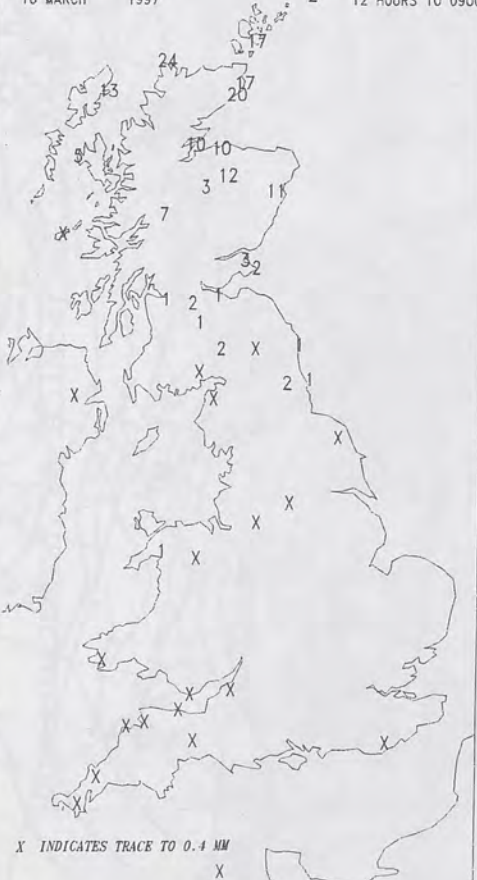 18 MARCH 1997 - 12 HOURS TO 0900
17
24
17
13
20
10 10
8
12
3
11
7
X
3
2
1 1
2
1
1
2 X
X
2 1
X X
X
X
X
1 X
X
X X
X
X X
X X
X
X
X INDICATES TRACE TO 0.4 MM
X